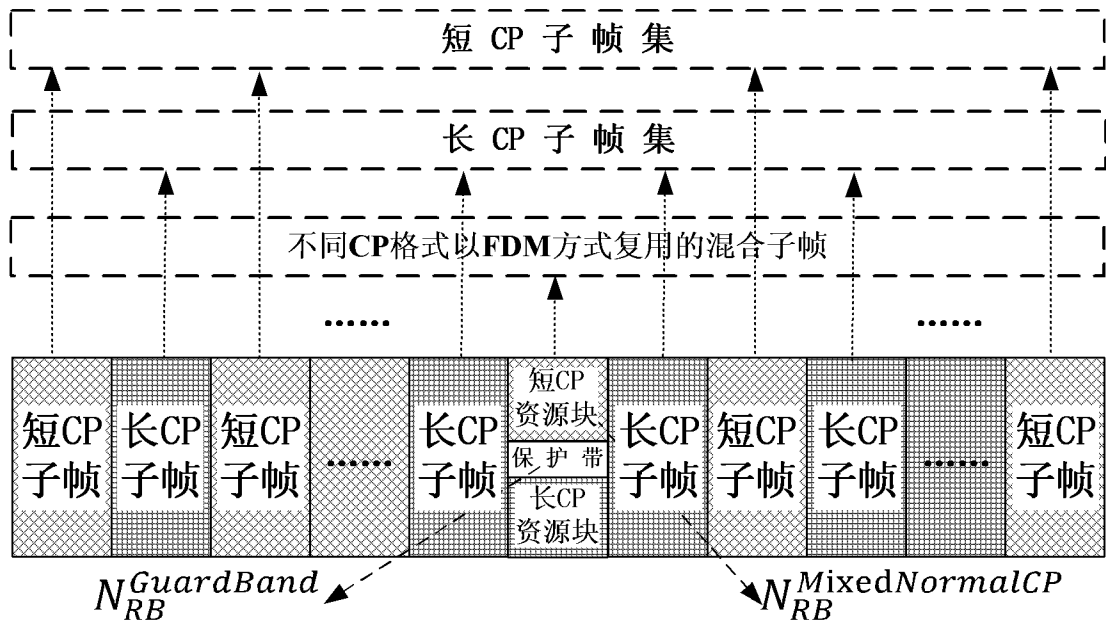 短 CP 子 帧 集
长 CP 子 帧 集
不同CP格式以FDM方式复用的混合子帧
...... ......
短CP
子帧
长CP
子帧
短CP
子帧
......
长CP
子帧
短CP
资源块
保 护 带
长CP
资源块
长CP
子帧
短CP
子帧
长CP
子帧
......
短CP
子帧
N_{RB}^{GuardBand}
N_{RB}^{MixedNormalCP}